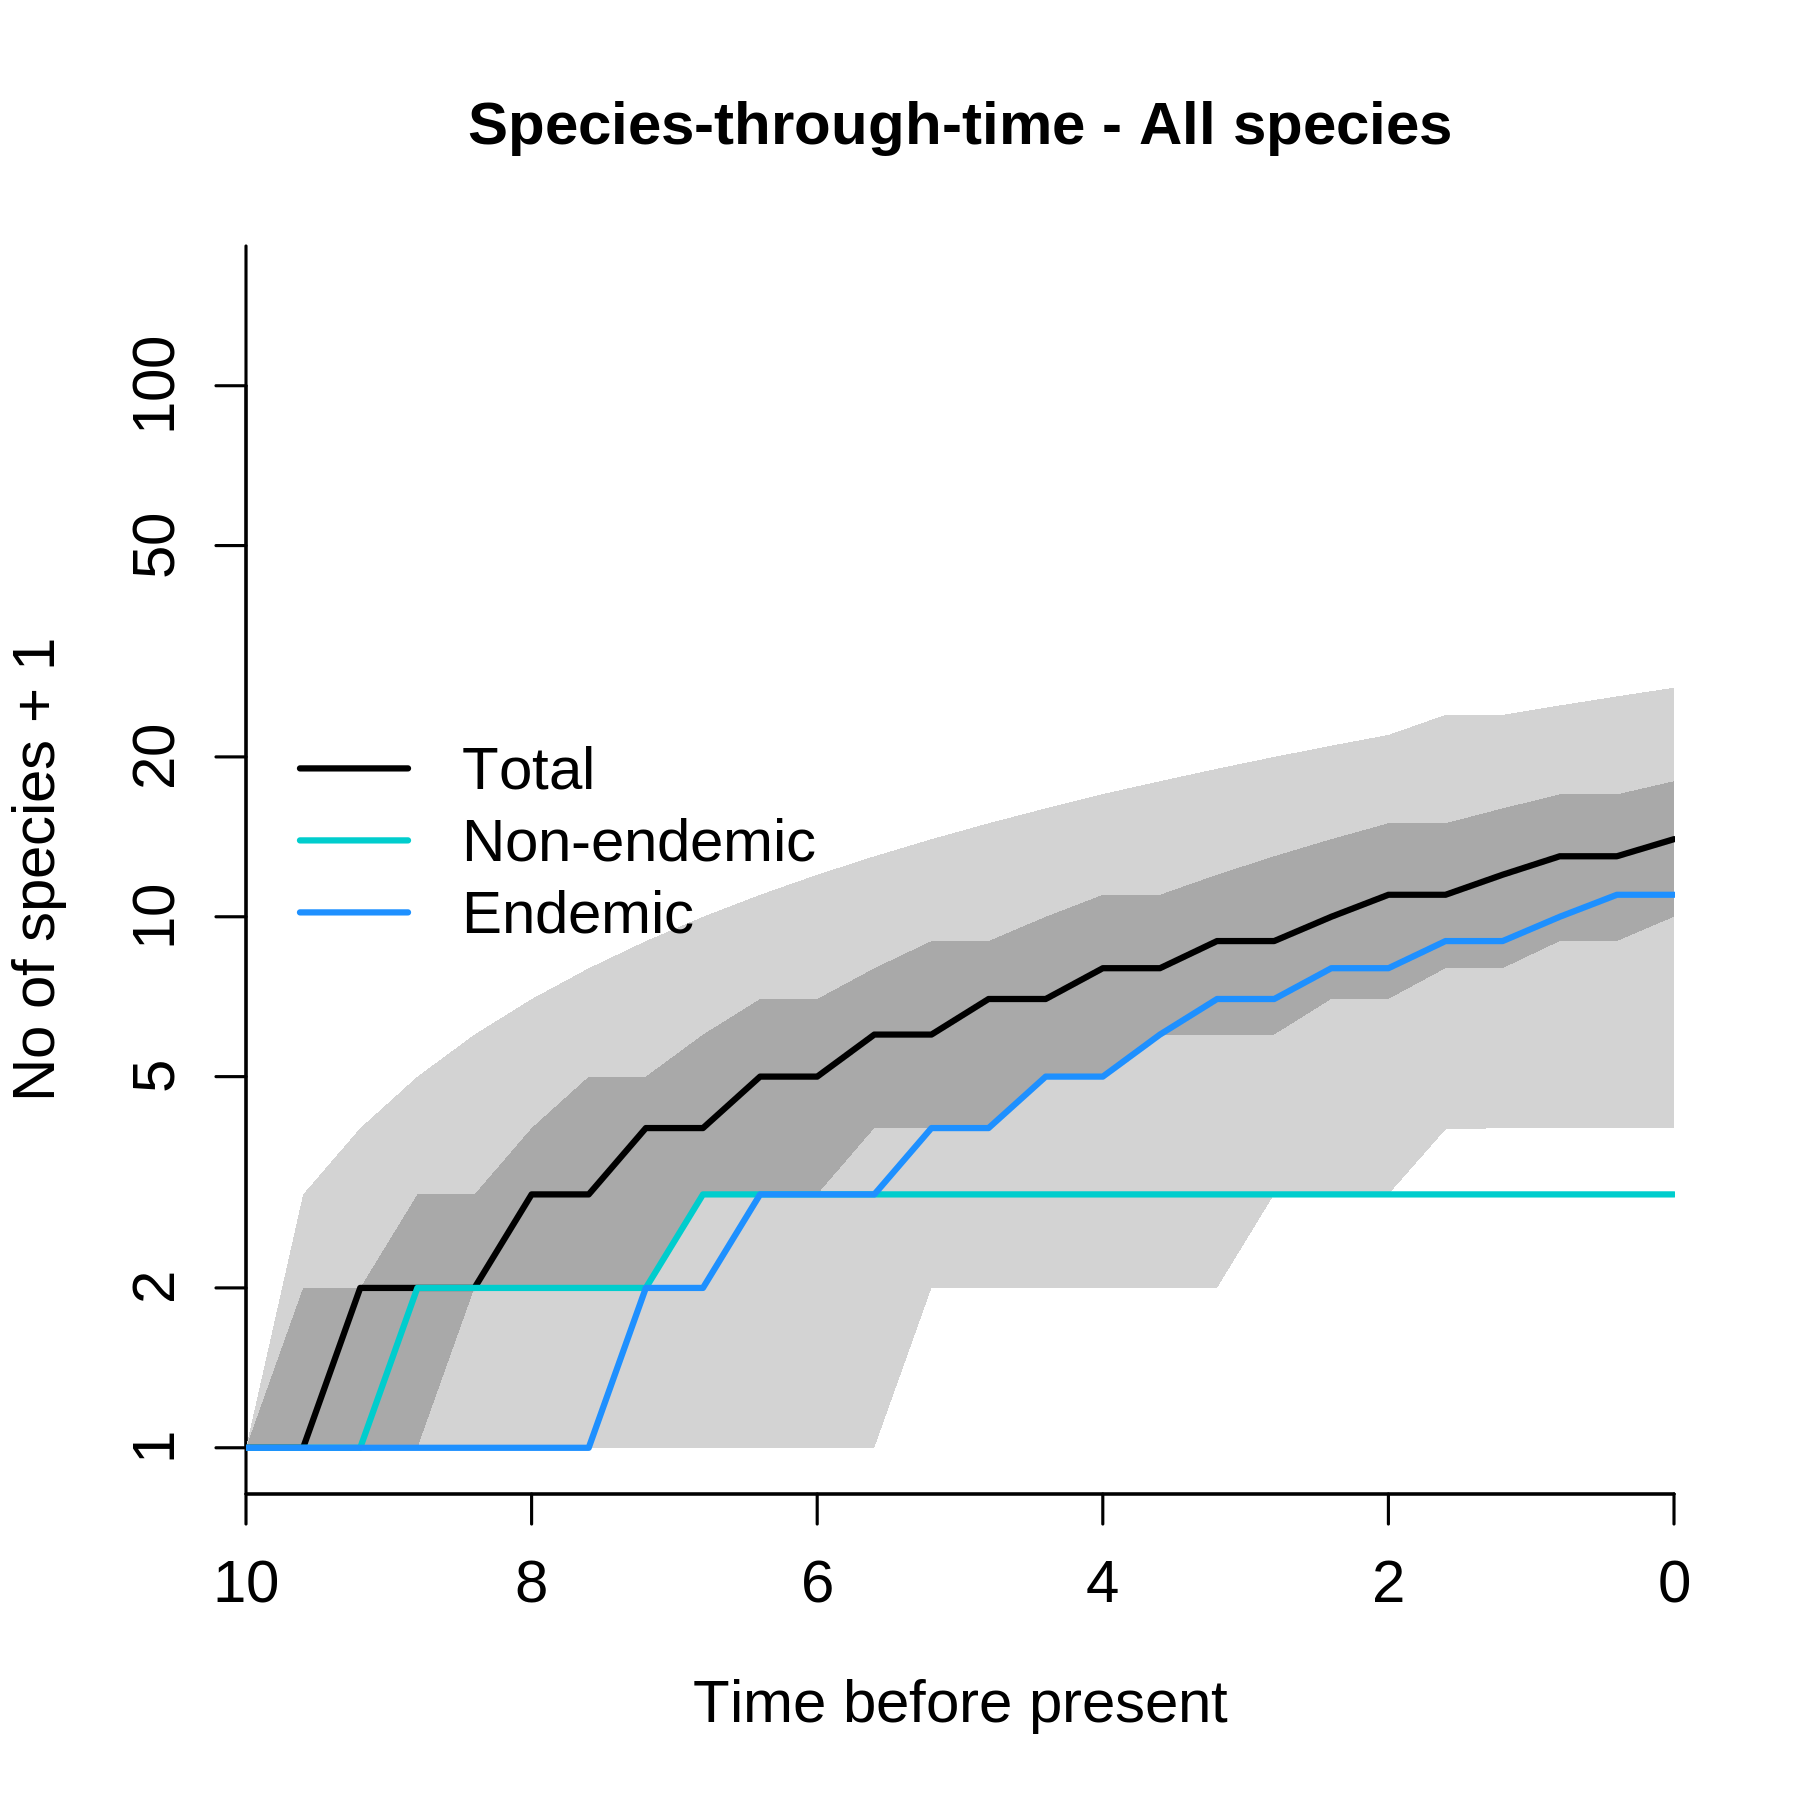 Species-through-time - All species
No of species + 1
100
50
20
10
5
2
1
Total
Non-endemic
Endemic
10 8 6 4 2 0
Time before present